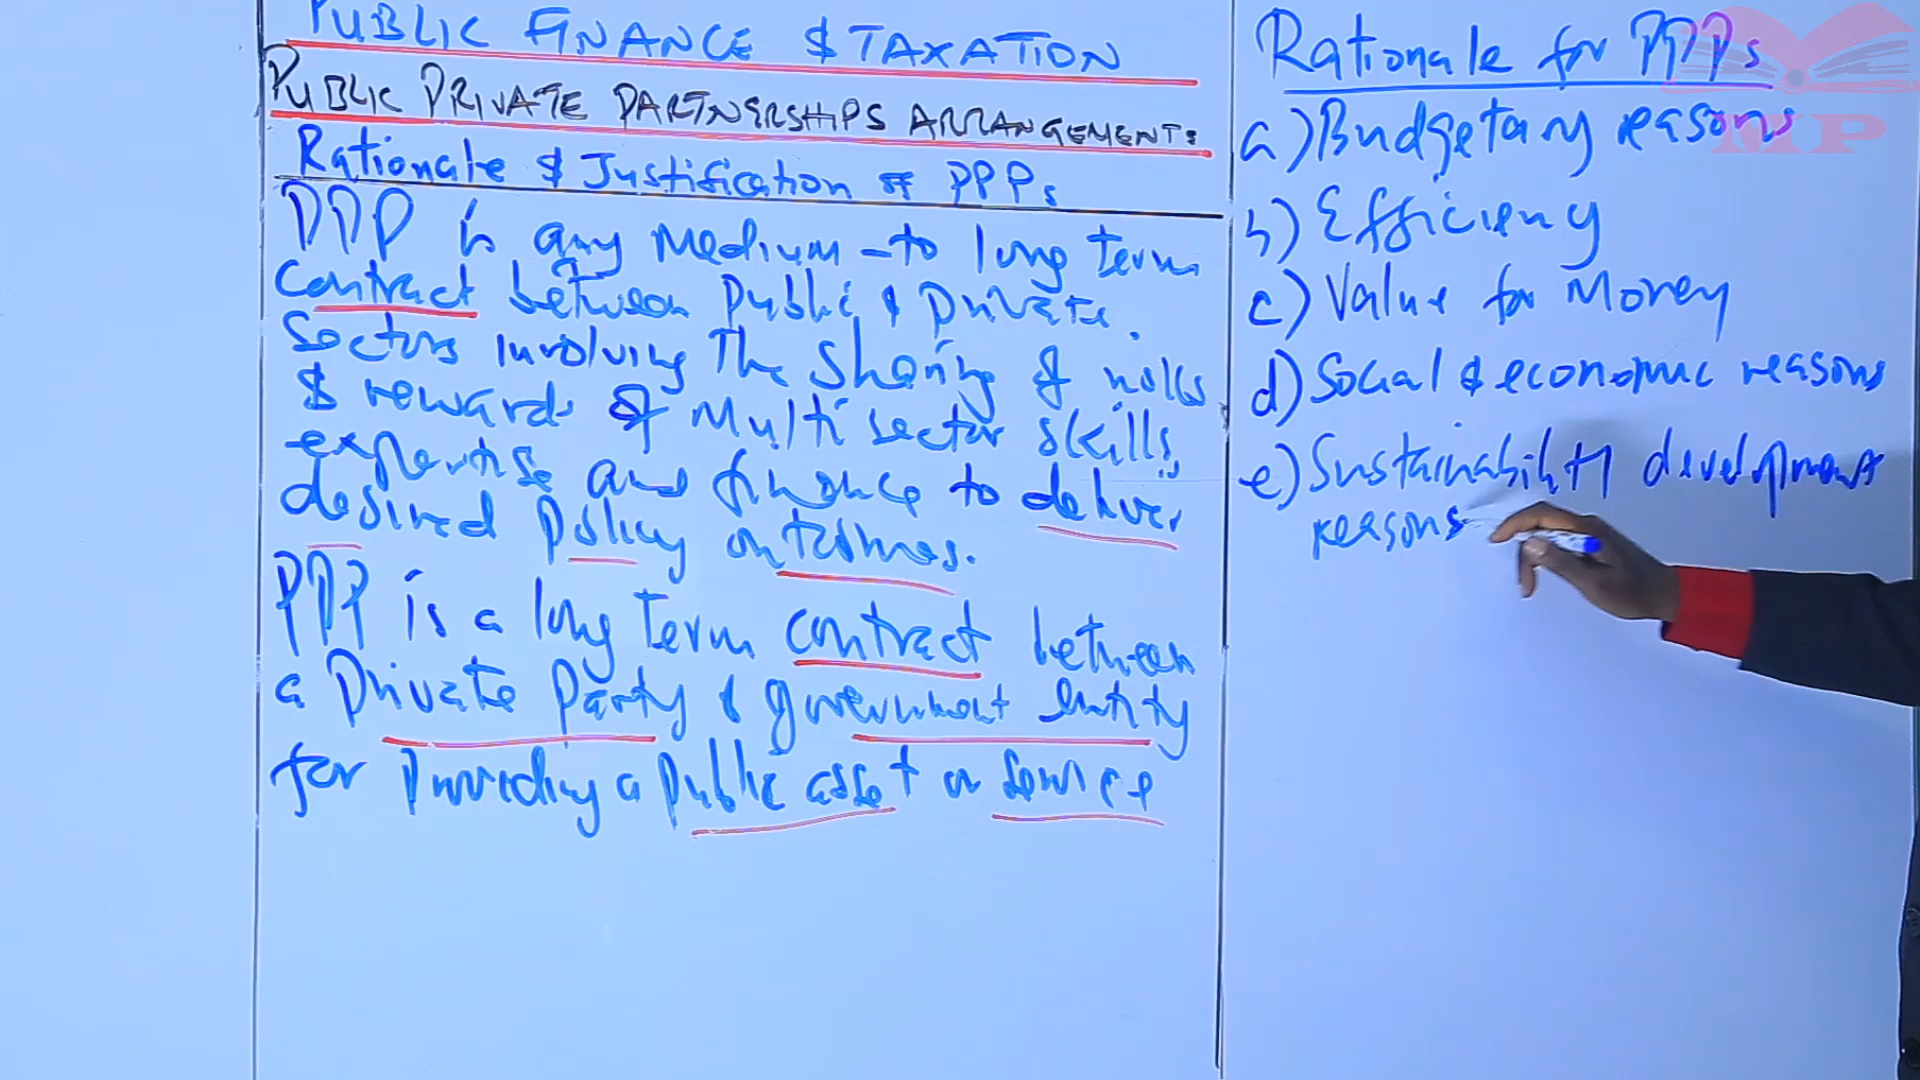 PUBLIC FINANCE & TAXATION
PUBLIC PRIVATE PARTNERSHIPS ARRANGEMENTS
Rationale & Justification of PPPs
PPP is any medium-to long term
contract between public & private
sectors involving the sharing of risks
& rewards of multi sector skills,
expertise and finance to deliver
desired policy outcomes.
PPP is a long term contract between
a private party & government entity
for providing a public asset or service
Rationale for PPPs
a) Budgetary reasons
b) Efficiency
c) Value for Money
d) Social & economic reasons
e) Sustainability development
reasons
MP